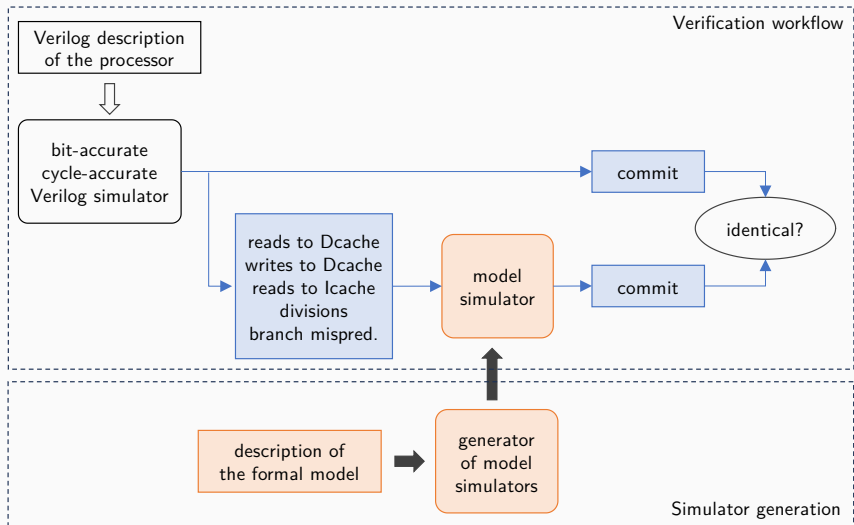 Verification workflow
Verilog description
of the processor
bit-accurate
cycle-accurate
Verilog simulator
commit
identical?
reads to Dcache
writes to Dcache
reads to Icache
divisions
branch mispred.
model
simulator
commit
description of
the formal model
generator
of model
simulators
Simulator generation